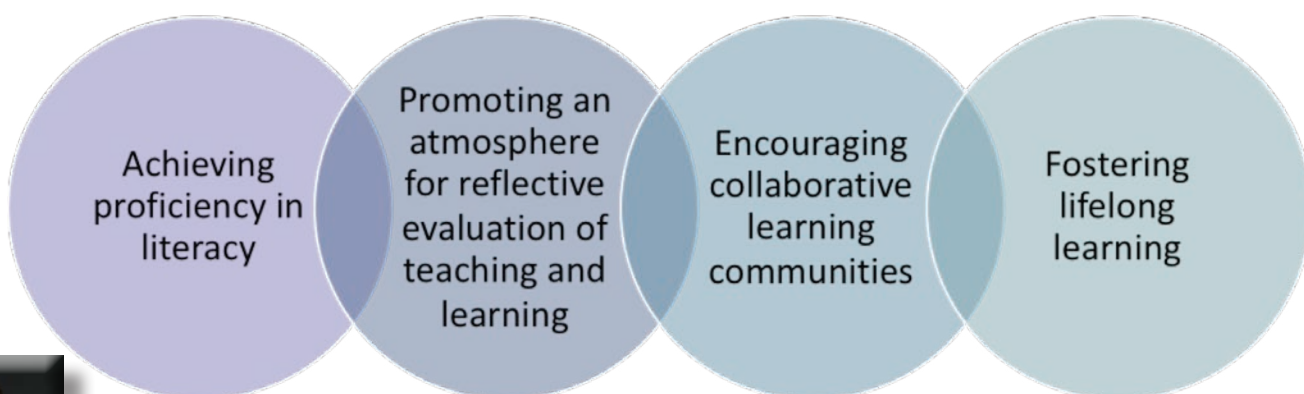 Achieving
proficiency in
literacy
Promoting an
atmosphere
for reflective
evaluation of
teaching and
learning
Encouraging
collaborative
learning
communities
Fostering
lifelong
learning